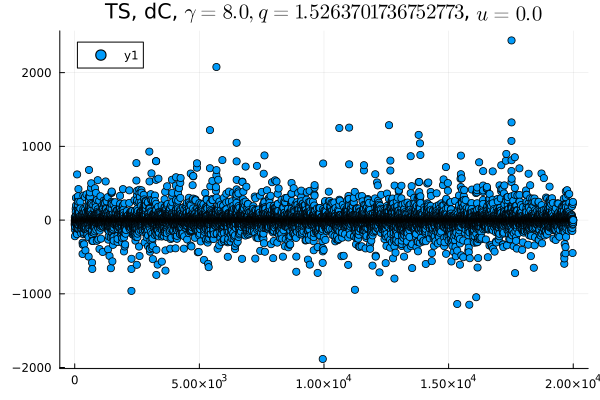 TS, dC, γ = 8.0, q = 1.5263701736752773, u = 0.0
y1
2000
1000
0
−1000
−2000
0 5.00×10³ 1.00×10⁴ 1.50×10⁴ 2.00×10⁴